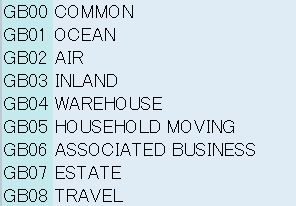 GB00 COMMON
GB01 OCEAN
GB02 AIR
GB03 INLAND
GB04 WAREHOUSE
GB05 HOUSEHOLD MOVING
GB06 ASSOCIATED BUSINESS
GB07 ESTATE
GB08 TRAVEL